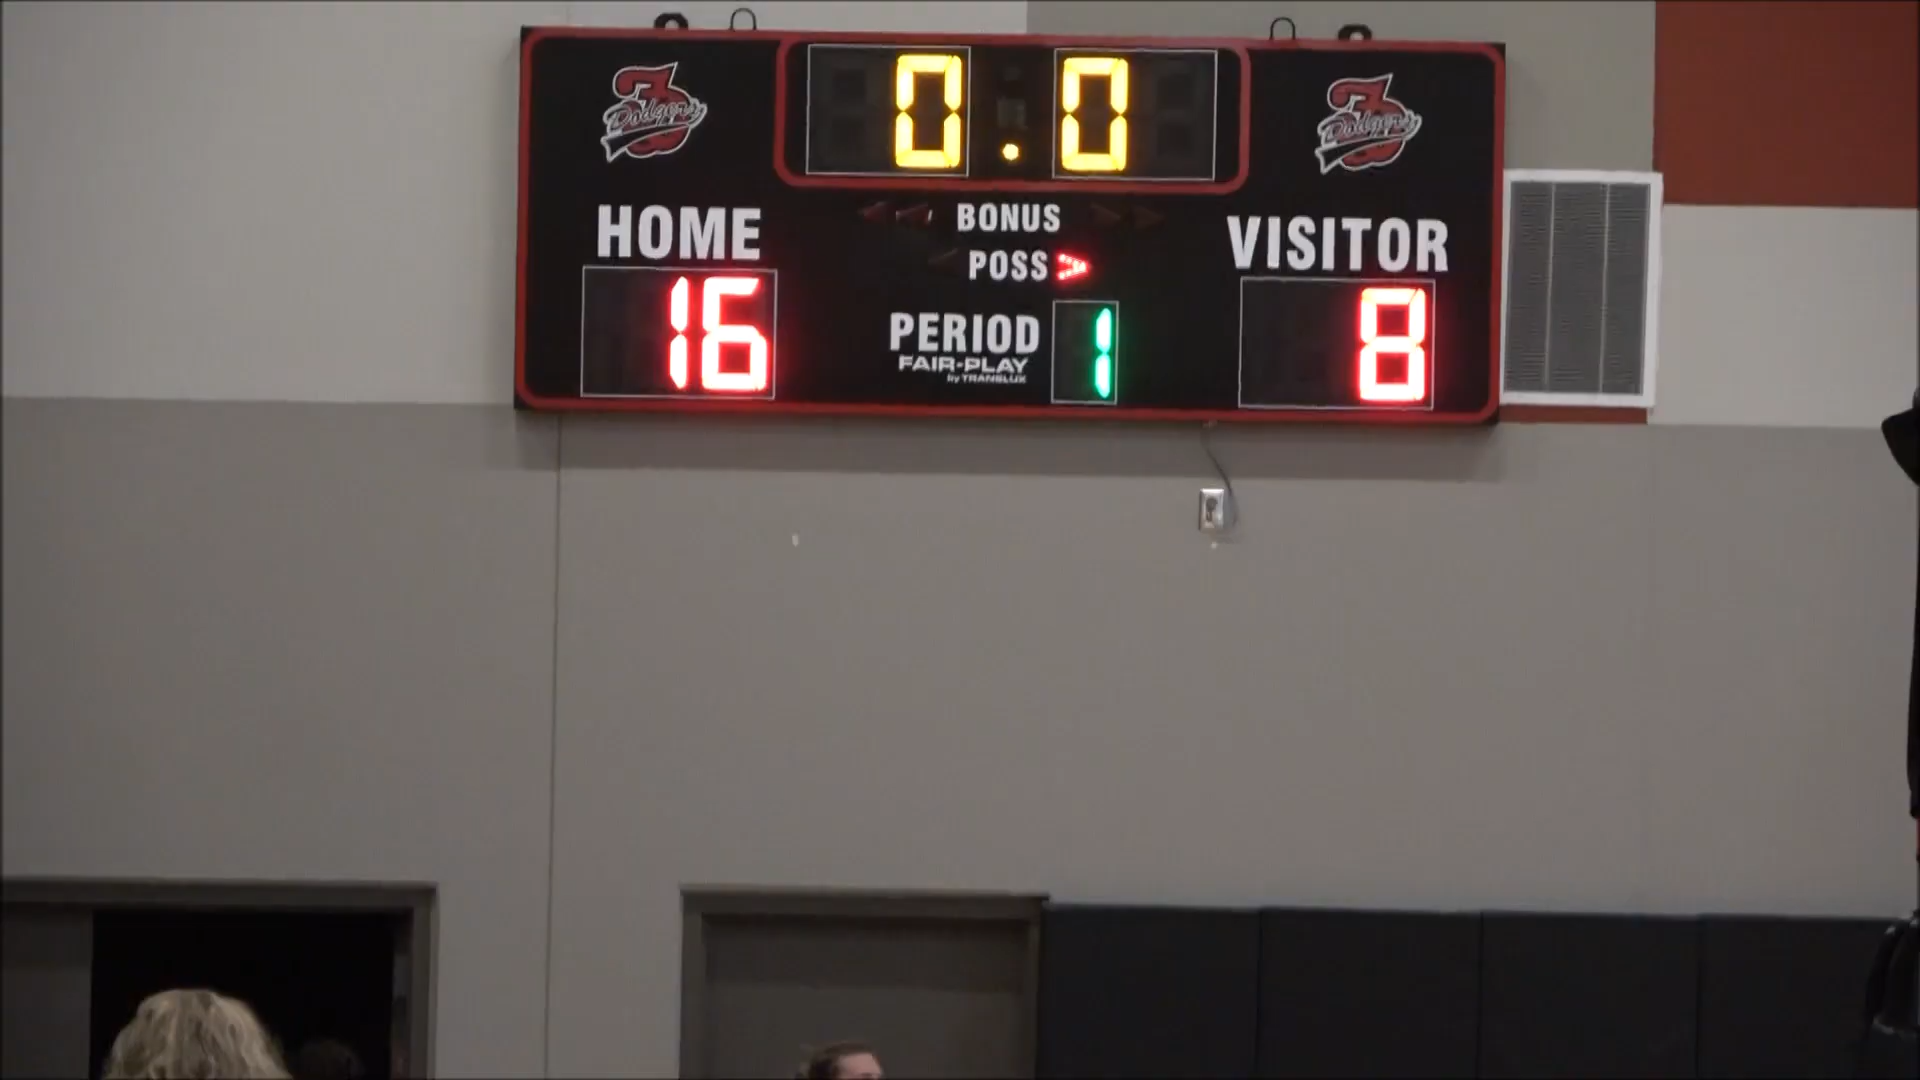 Dodgers
0.0
Dodgers
BONUS
HOME
VISITOR
POSS
16
PERIOD
1
8
FAIR-PLAY
by TRANS-LUX